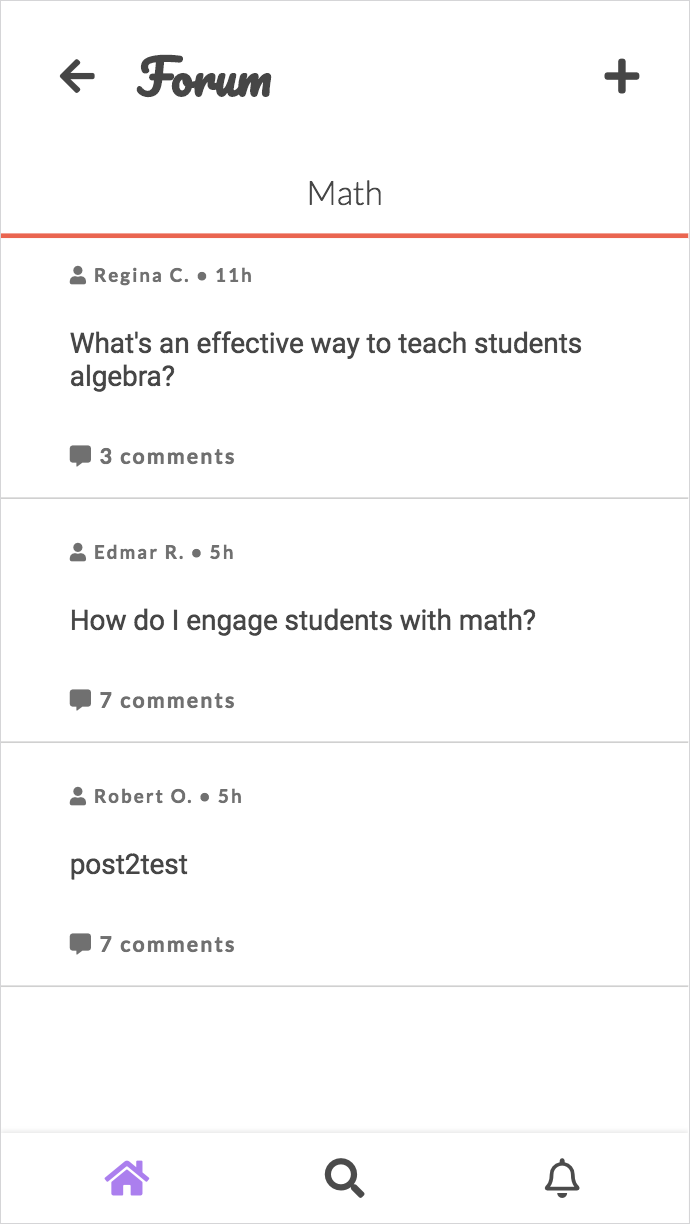 Forum
Math
Regina C. ● 11h
What's an effective way to teach students
algebra?
3 comments
Edmar R. ● 5h
How do I engage students with math?
7 comments
Robert O. ● 5h
post2test
7 comments